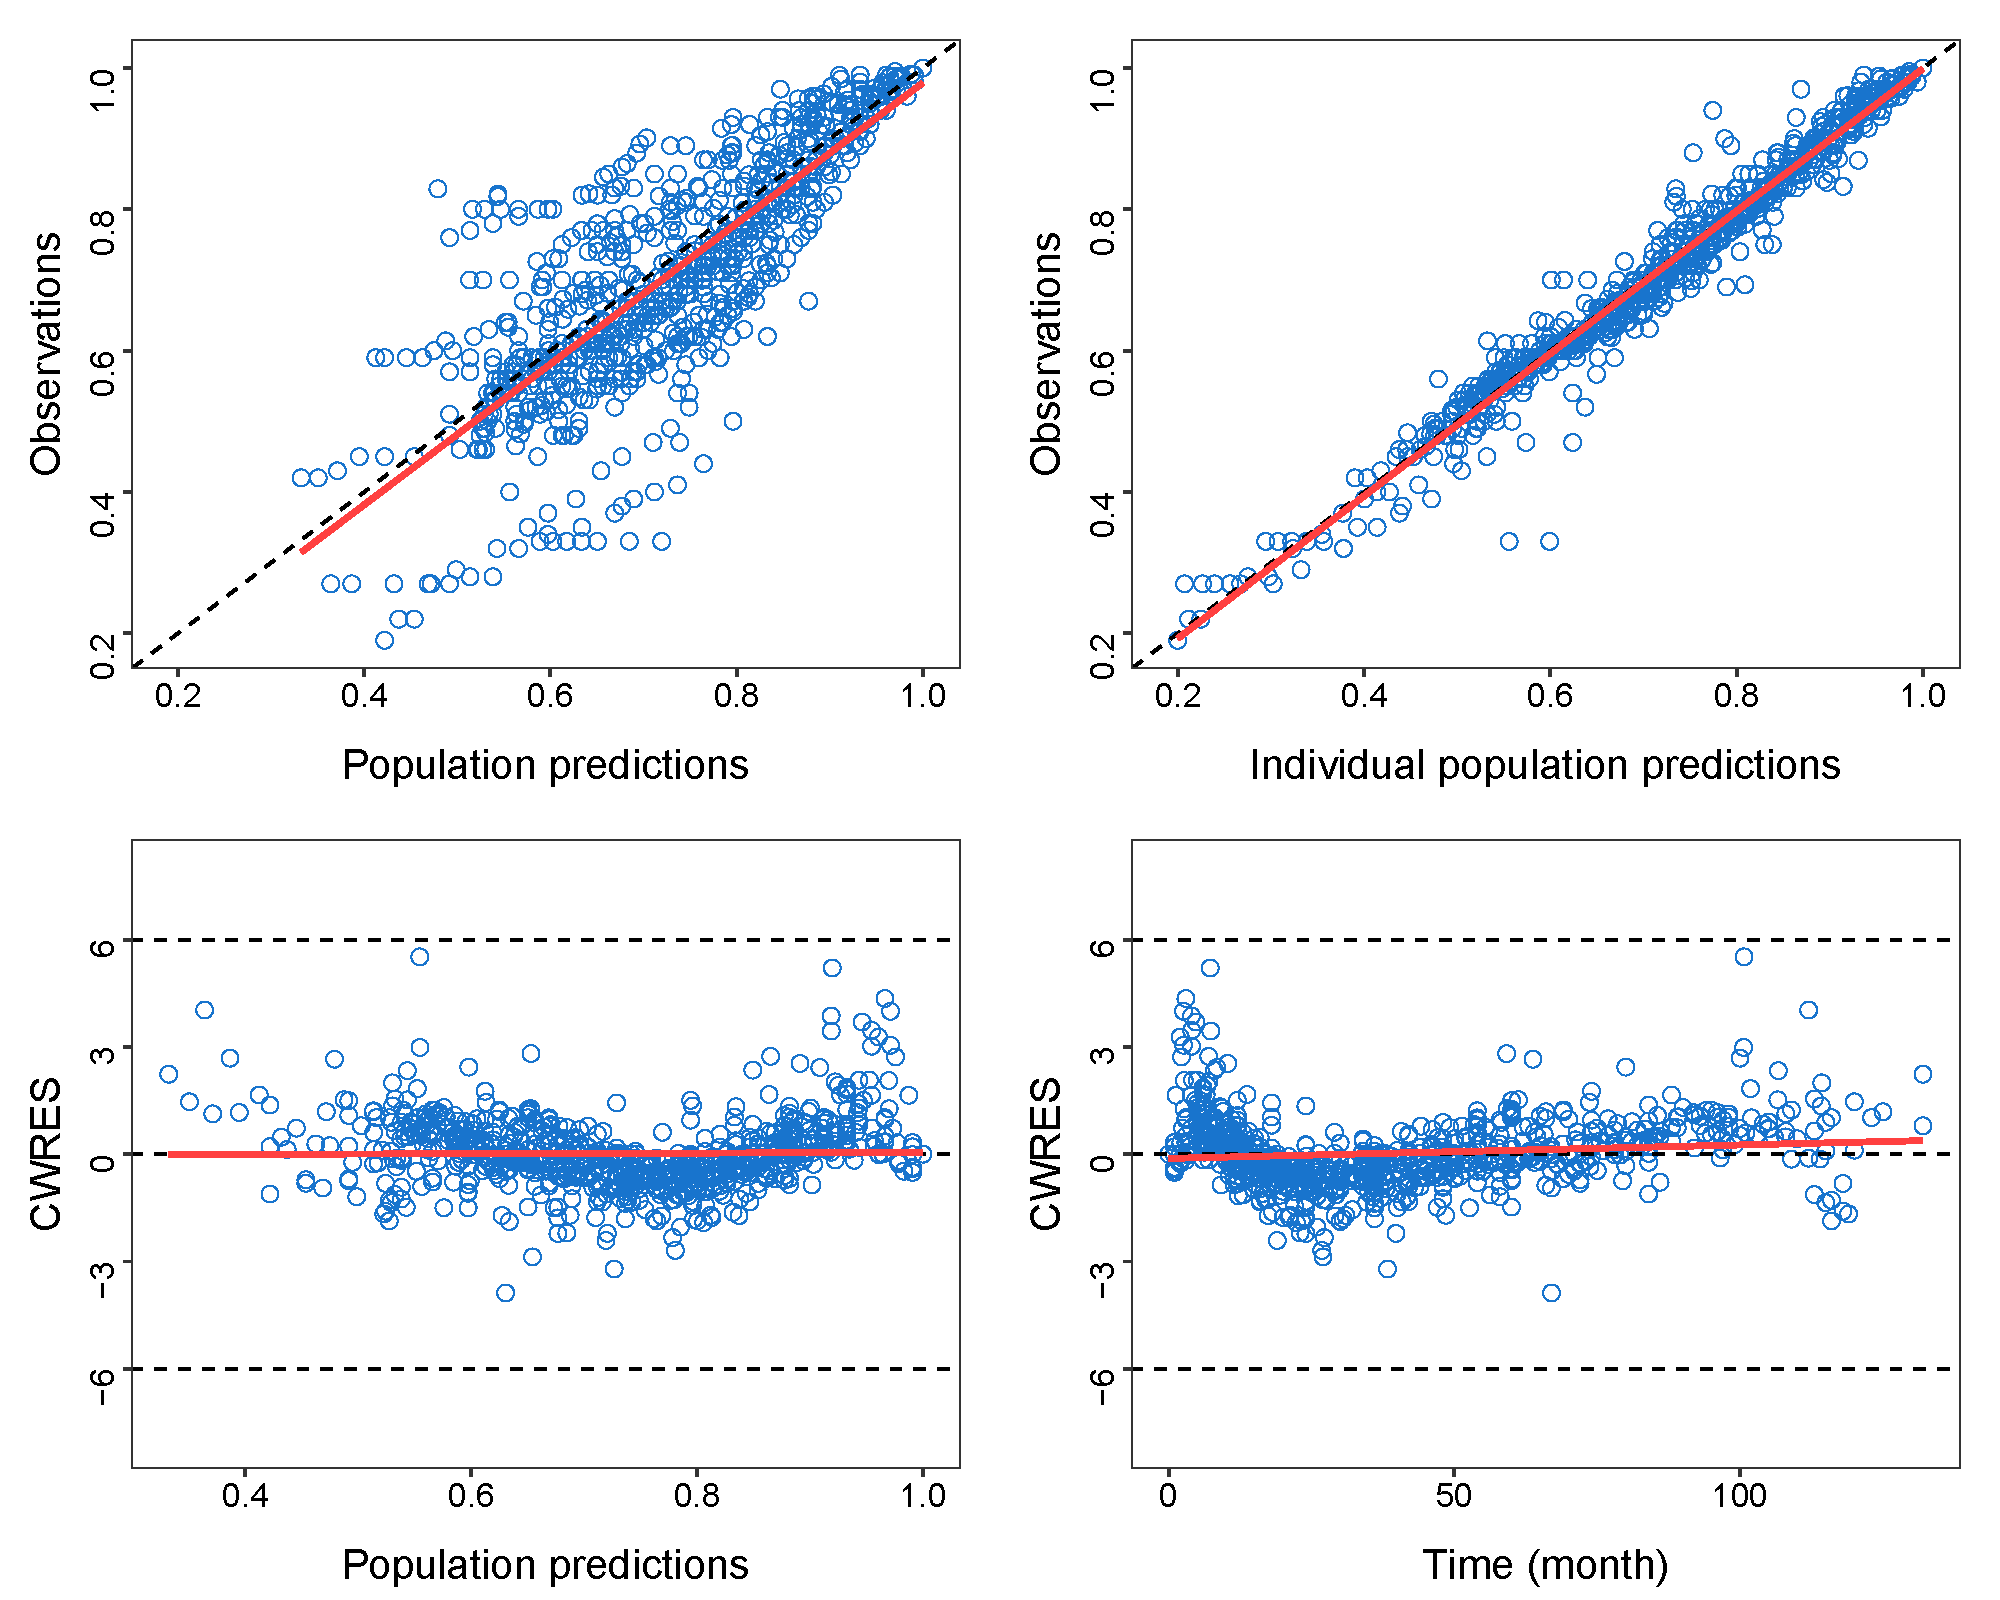 Observations
1.0
0.8
0.6
0.4
0.2
0.2 0.4 0.6 0.8 1.0
Population predictions
Observations
1.0
0.8
0.6
0.4
0.2
0.2 0.4 0.6 0.8 1.0
Individual population predictions
CWRES
6
3
0
−3
−6
0.4 0.6 0.8 1.0
Population predictions
CWRES
6
3
0
−3
−6
0 50 100
Time (month)